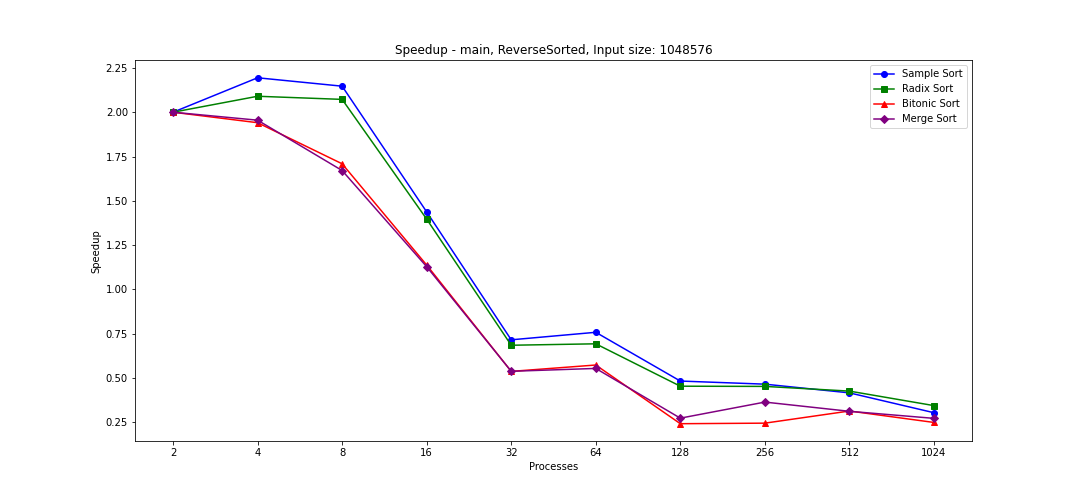 Speedup - main, ReverseSorted, Input size: 1048576
Sample Sort
Radix Sort
Bitonic Sort
Merge Sort
2.25
2.00
1.75
1.50
1.25
1.00
0.75
0.50
0.25
Speedup
2 4 8 16 32 64 128 256 512 1024
Processes